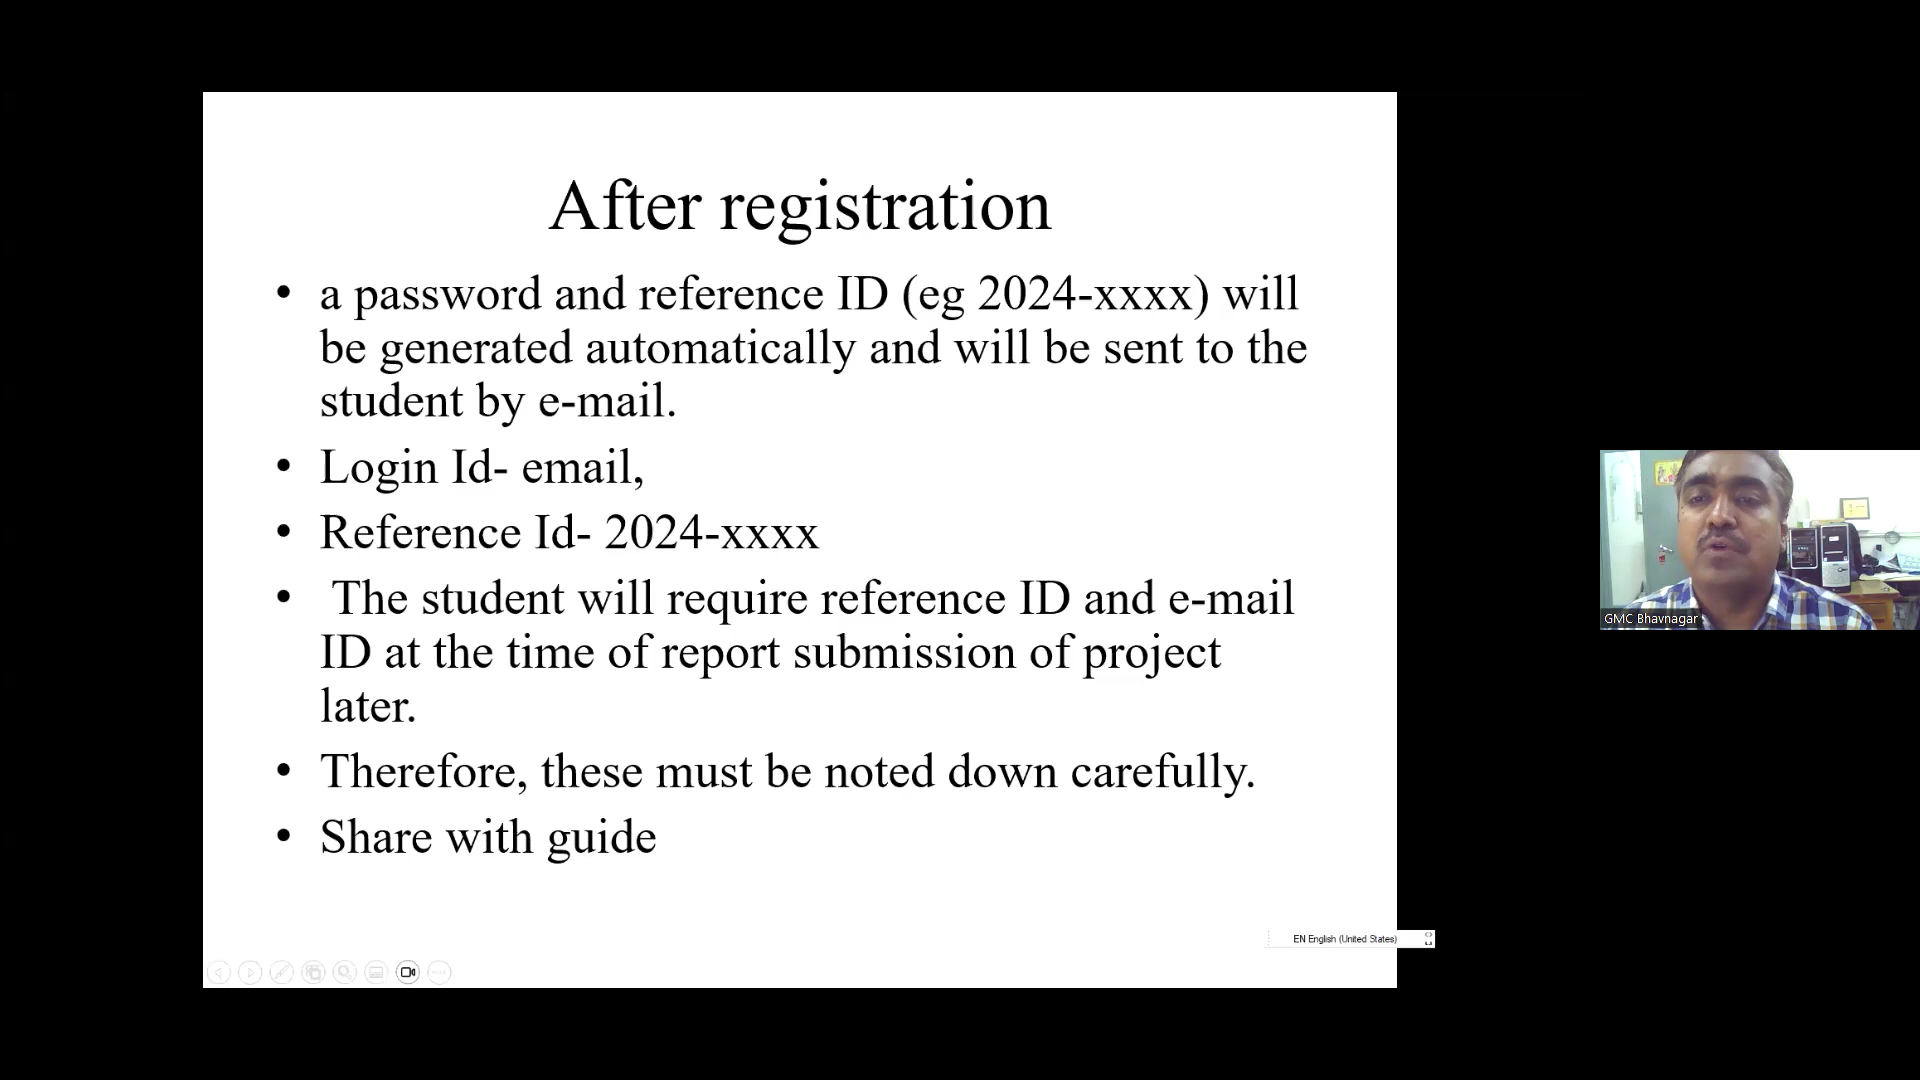 After registration
• a password and reference ID (eg 2024-xxxx) will
be generated automatically and will be sent to the
student by e-mail.
• Login Id- email,
• Reference Id- 2024-xxxx
• The student will require reference ID and e-mail
ID at the time of report submission of project
later.
• Therefore, these must be noted down carefully.
• Share with guide
EN English (United States)
GMC Bhavnagar